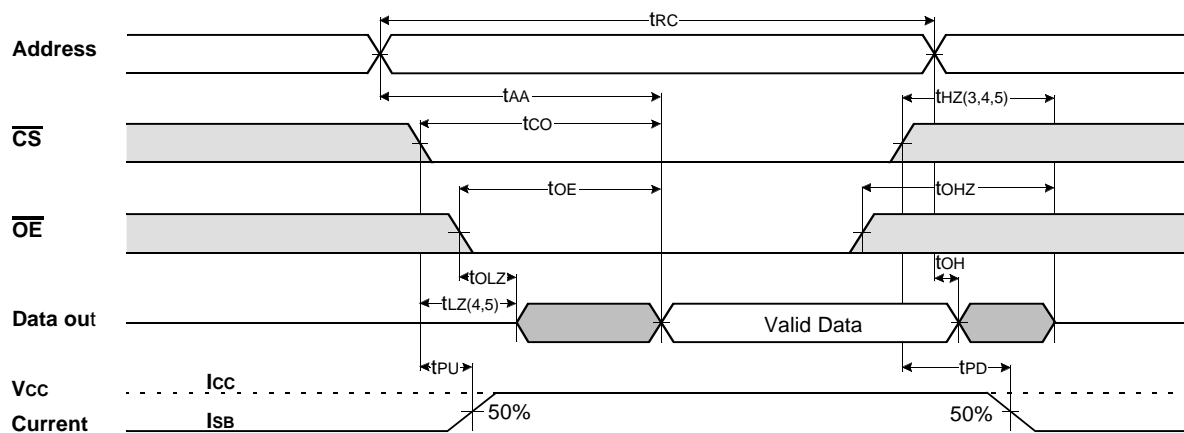 tRC
Address
tAA
tHZ(3,4,5)
tCO
CS
tOE
tOHZ
OE
tOH
tOLZ
tLZ(4,5)
Data out
Valid Data
tPU
tPD
VCC
ICC
50%
50%
Current
ISB